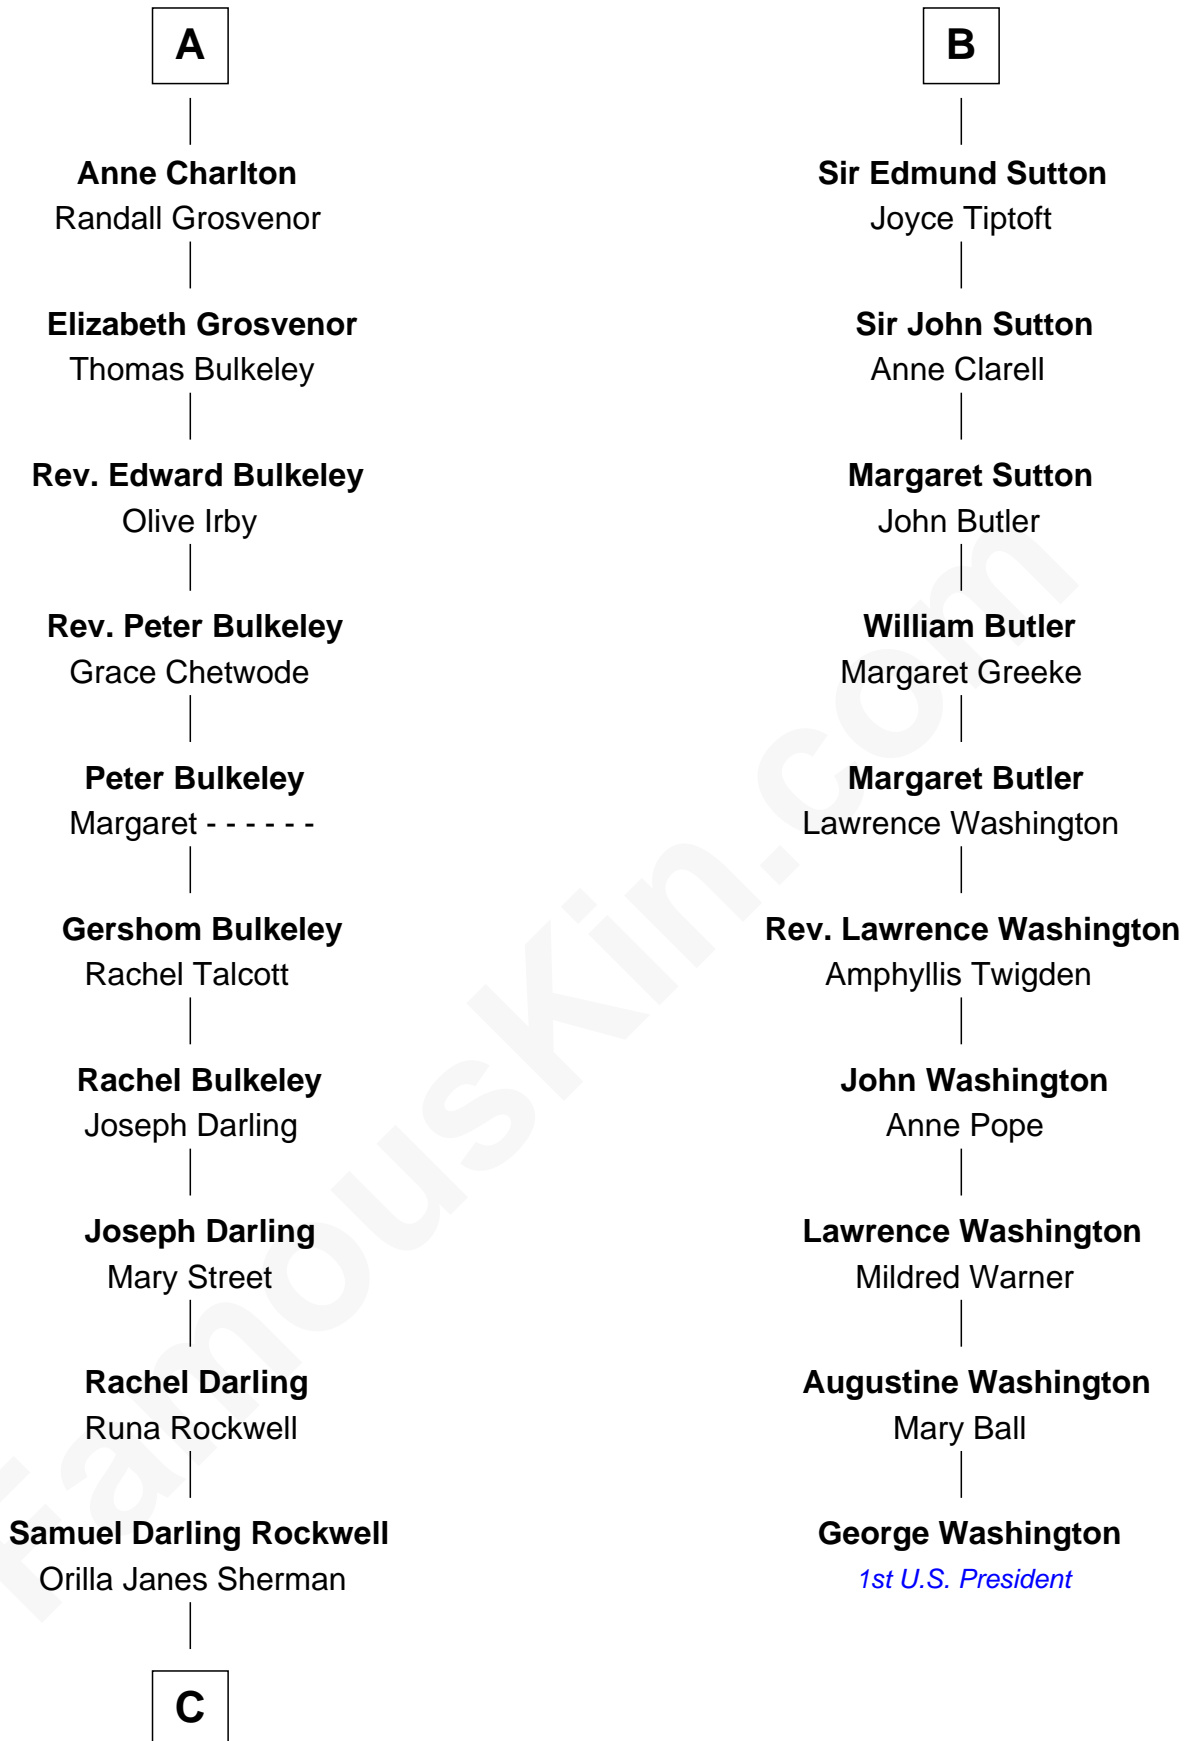 A
Anne Charlton
Randall Grosvenor
Elizabeth Grosvenor
Thomas Bulkeley
Rev. Edward Bulkeley
Olive Irby
Rev. Peter Bulkeley
Grace Chetwode
Peter Bulkeley
Margaret - - - - - -
Gershom Bulkeley
Rachel Talcott
Rachel Bulkeley
Joseph Darling
Joseph Darling
Mary Street
Rachel Darling
Runa Rockwell
Samuel Darling Rockwell
Orilla Janes Sherman
C
B
Sir Edmund Sutton
Joyce Tiptoft
Sir John Sutton
Anne Clarell
Margaret Sutton
John Butler
William Butler
Margaret Greeke
Margaret Butler
Lawrence Washington
Rev. Lawrence Washington
Amphyllis Twigden
John Washington
Anne Pope
Lawrence Washington
Mildred Warner
Augustine Washington
Mary Ball
George Washington
1st U.S. President
FamousKin.com